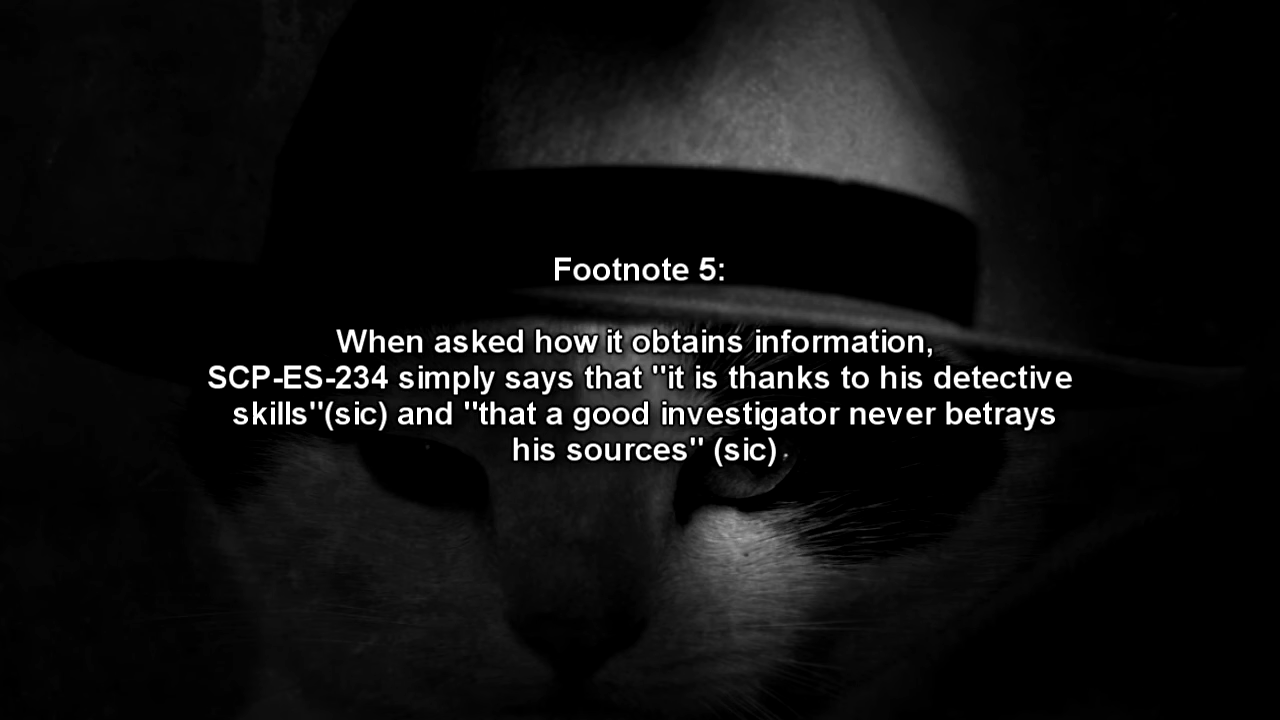 Footnote 5:
When asked how it obtains information,
SCP-ES-234 simply says that "it is thanks to his detective
skills"(sic) and "that a good investigator never betrays
his sources" (sic).